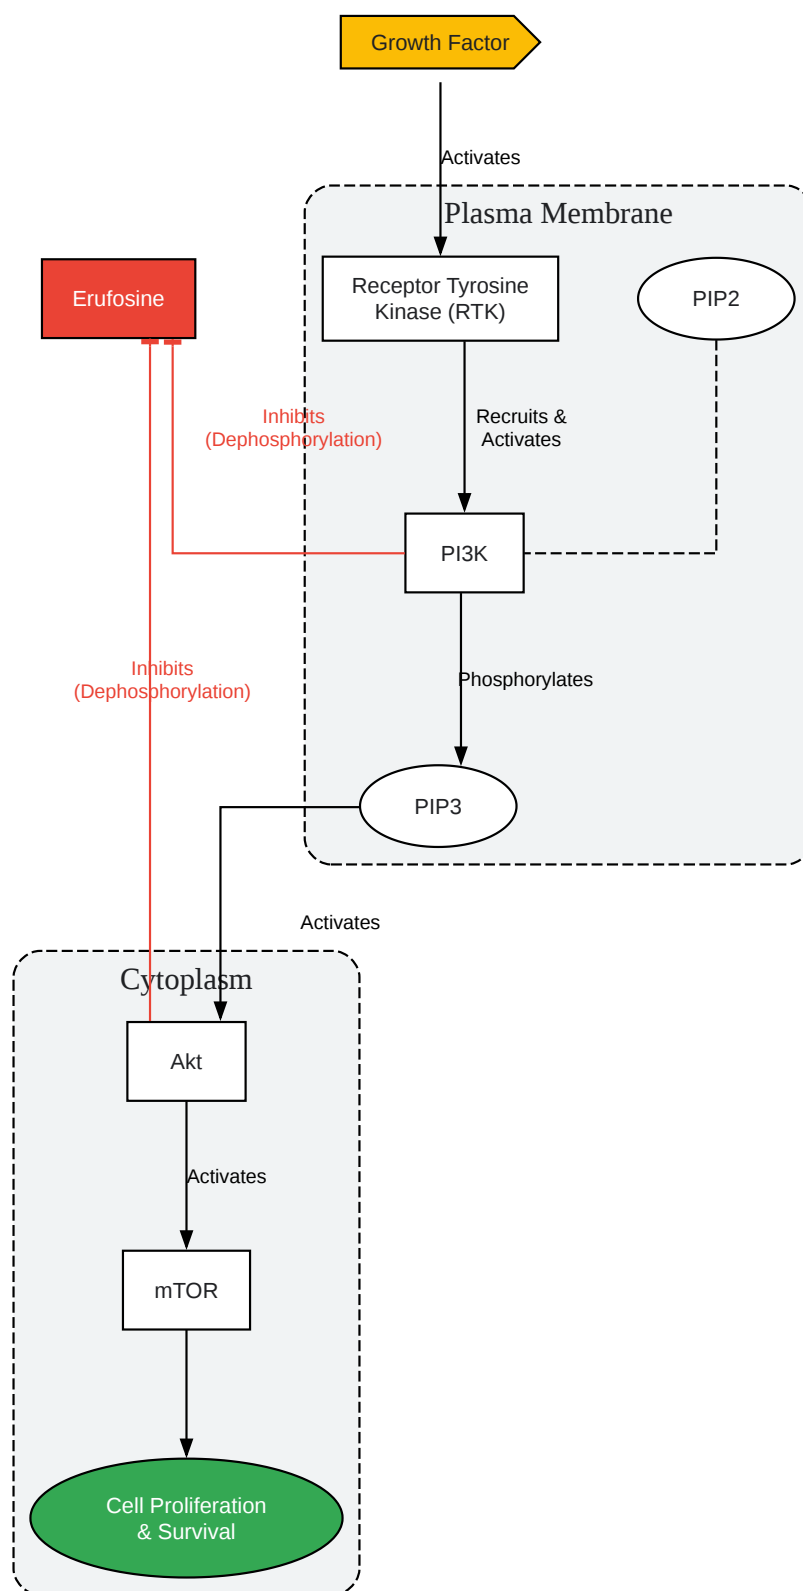 Growth Factor
Activates
Plasma Membrane
Erufosine
Receptor Tyrosine
Kinase (RTK)
PIP2
Inhibits
(Dephosphorylation)
Recruits &
Activates
PI3K
Inhibits
(Dephosphorylation)
Phosphorylates
PIP3
Activates
Cytoplasm
Akt
Activates
mTOR
Cell Proliferation
& Survival